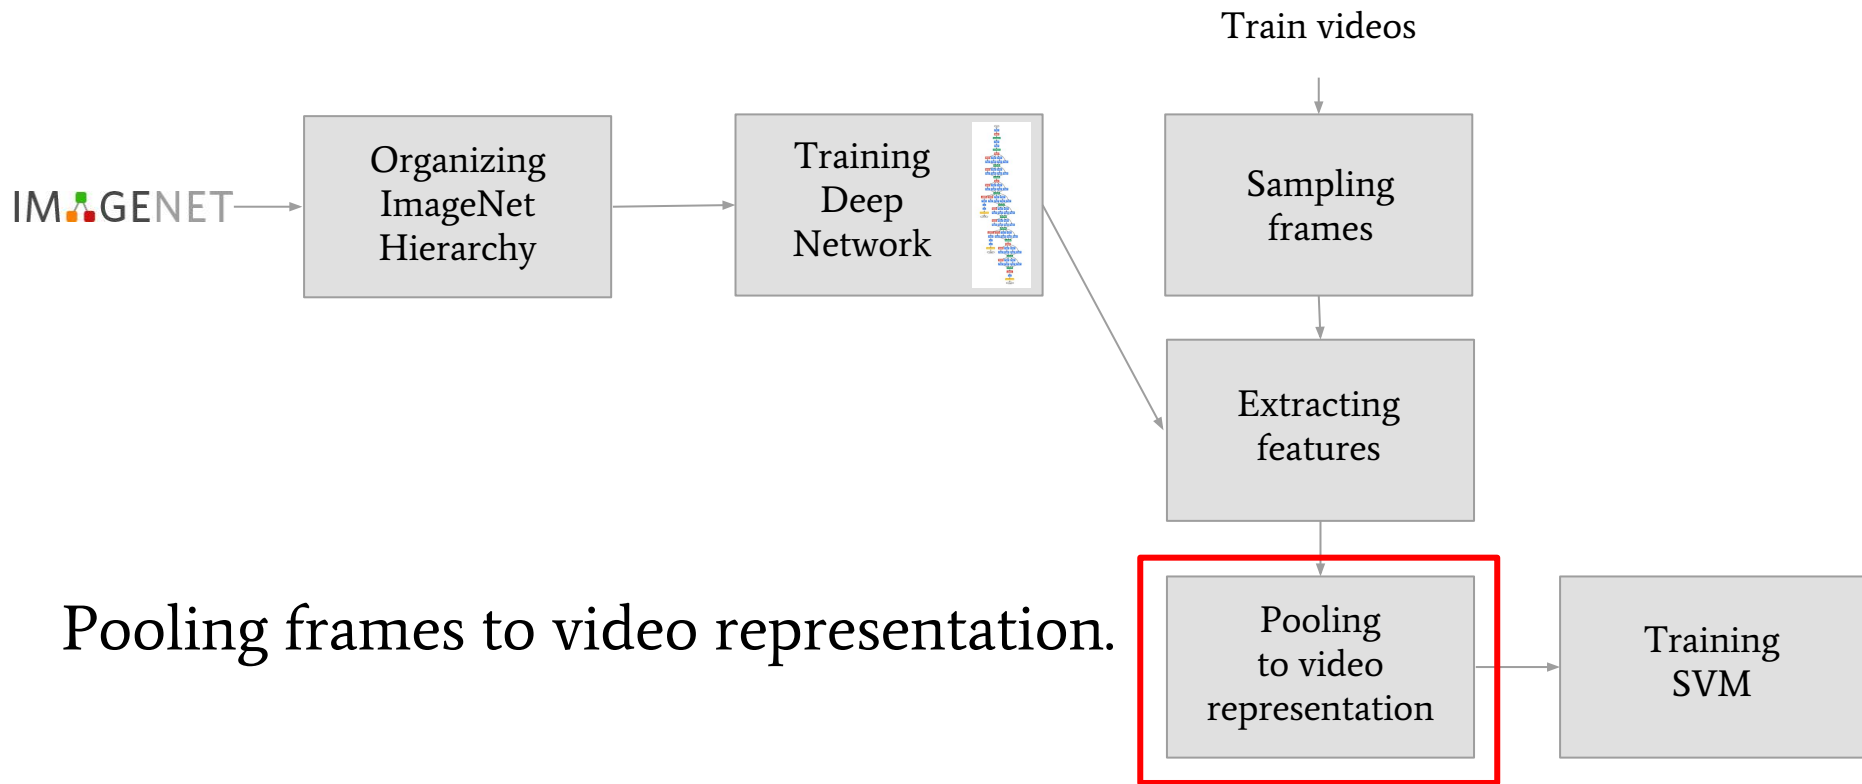 Train videos
IMAGENET
Organizing
ImageNet
Hierarchy
Training
Deep
Network
Sampling
frames
Extracting
features
Pooling frames to video representation.
Pooling
to video
representation
Training
SVM